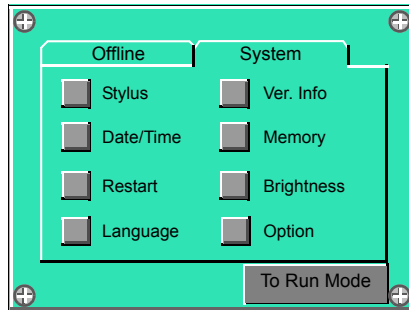 Offline System
Stylus Ver. Info
Date/Time Memory
Restart Brightness
Language Option
To Run Mode